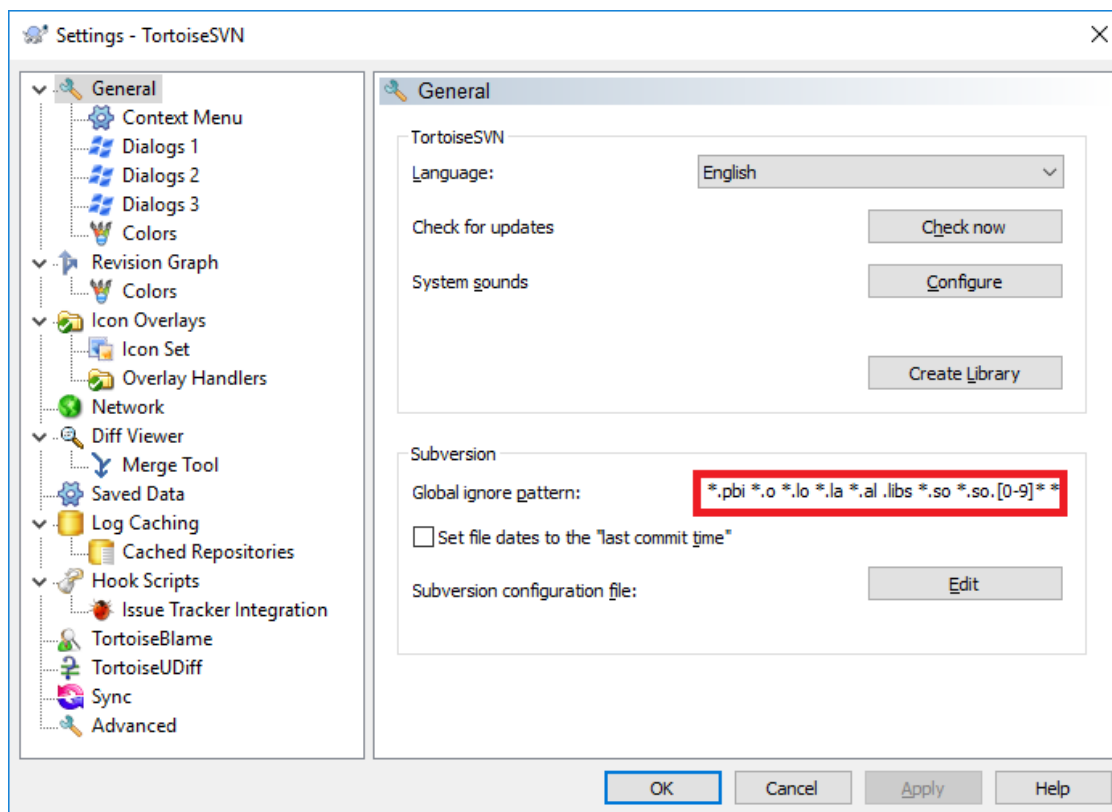 Settings - TortoiseSVN
General
Context Menu
Dialogs 1
Dialogs 2
Dialogs 3
Colors
Revision Graph
Colors
Icon Overlays
Icon Set
Overlay Handlers
Network
Diff Viewer
Merge Tool
Saved Data
Log Caching
Cached Repositories
Hook Scripts
Issue Tracker Integration
TortoiseBlame
TortoiseUDiff
Sync
Advanced
General
TortoiseSVN
Language: English
Check for updates Check now
System sounds Configure
Create Library
Subversion
Global ignore pattern: *.pbi *.o *.lo *.la *.al .libs *.so *.so.[0-9]* *
Set file dates to the "last commit time"
Subversion configuration file: Edit
OK Cancel Apply Help